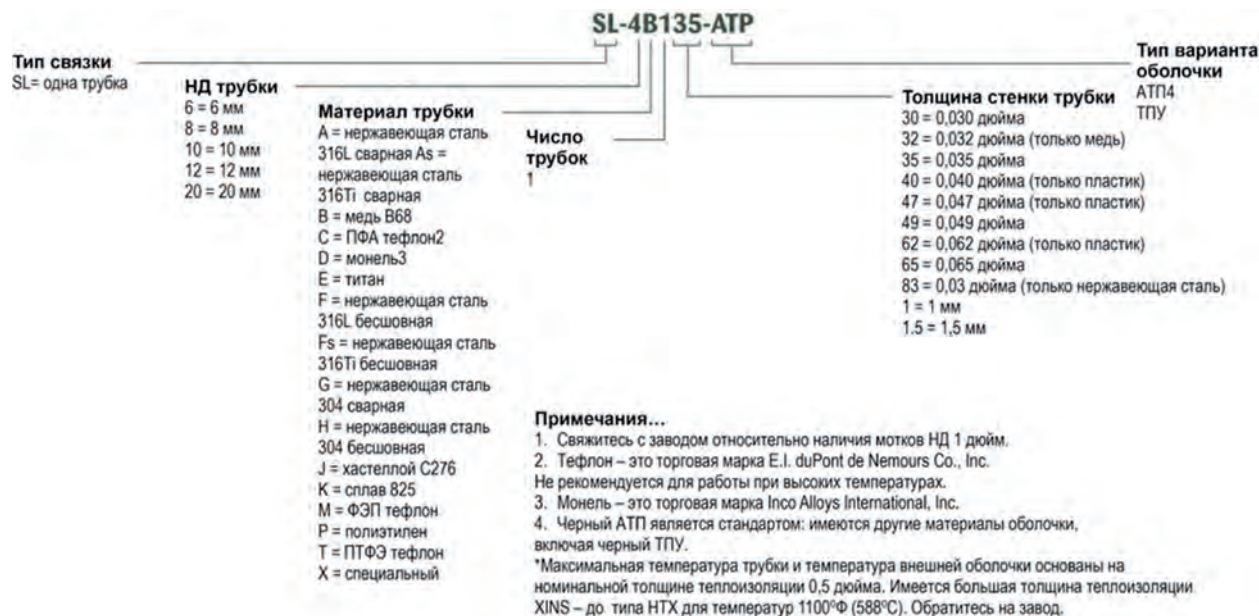 SL-4B135-ATP
Тип связки
SL= одна трубка
НД трубки
6 = 6 мм
8 = 8 мм
10 = 10 мм
12 = 12 мм
20 = 20 мм
Материал трубки
A = нержавеющая сталь
316L сварная As =
нержавеющая сталь
316Ti сварная
B = медь B68
C = ПФА тефлон2
D = монель3
E = титан
F = нержавеющая сталь
316L бесшовная
Fs = нержавеющая сталь
316Ti бесшовная
G = нержавеющая сталь
304 сварная
H = нержавеющая сталь
304 бесшовная
J = хастеллой C276
K = сплав 825
M = ФЭП тефлон
P = полиэтилен
T = ПТФЭ тефлон
X = специальный
Число
трубок
1
Толщина стенки трубки
30 = 0,030 дюйма
32 = 0,032 дюйма (только медь)
35 = 0,035 дюйма
40 = 0,040 дюйма (только пластик)
47 = 0,047 дюйма (только пластик)
49 = 0,049 дюйма
62 = 0,062 дюйма (только пластик)
65 = 0,065 дюйма
83 = 0,03 дюйма (только нержавеющая сталь)
1 = 1 мм
1.5 = 1,5 мм
Тип варианта
оболочки
АТП4
ТПУ
Примечания...
1. Свяжитесь с заводом относительно наличия мотков НД 1 дюйм.
2. Тефлон – это торговая марка E.I. duPont de Nemours Co., Inc.
Не рекомендуется для работы при высоких температурах.
3. Монель – это торговая марка Inco Alloys International, Inc.
4. Черный АТП является стандартом: имеются другие материалы оболочки,
включая черный ТПУ.
*Максимальная температура трубки и температура внешней оболочки основаны на
номинальной толщине теплоизоляции 0,5 дюйма. Имеется большая толщина теплоизоляции
XINS – до типа HTX для температур 1100ºФ (588ºC). Обратитесь на завод.